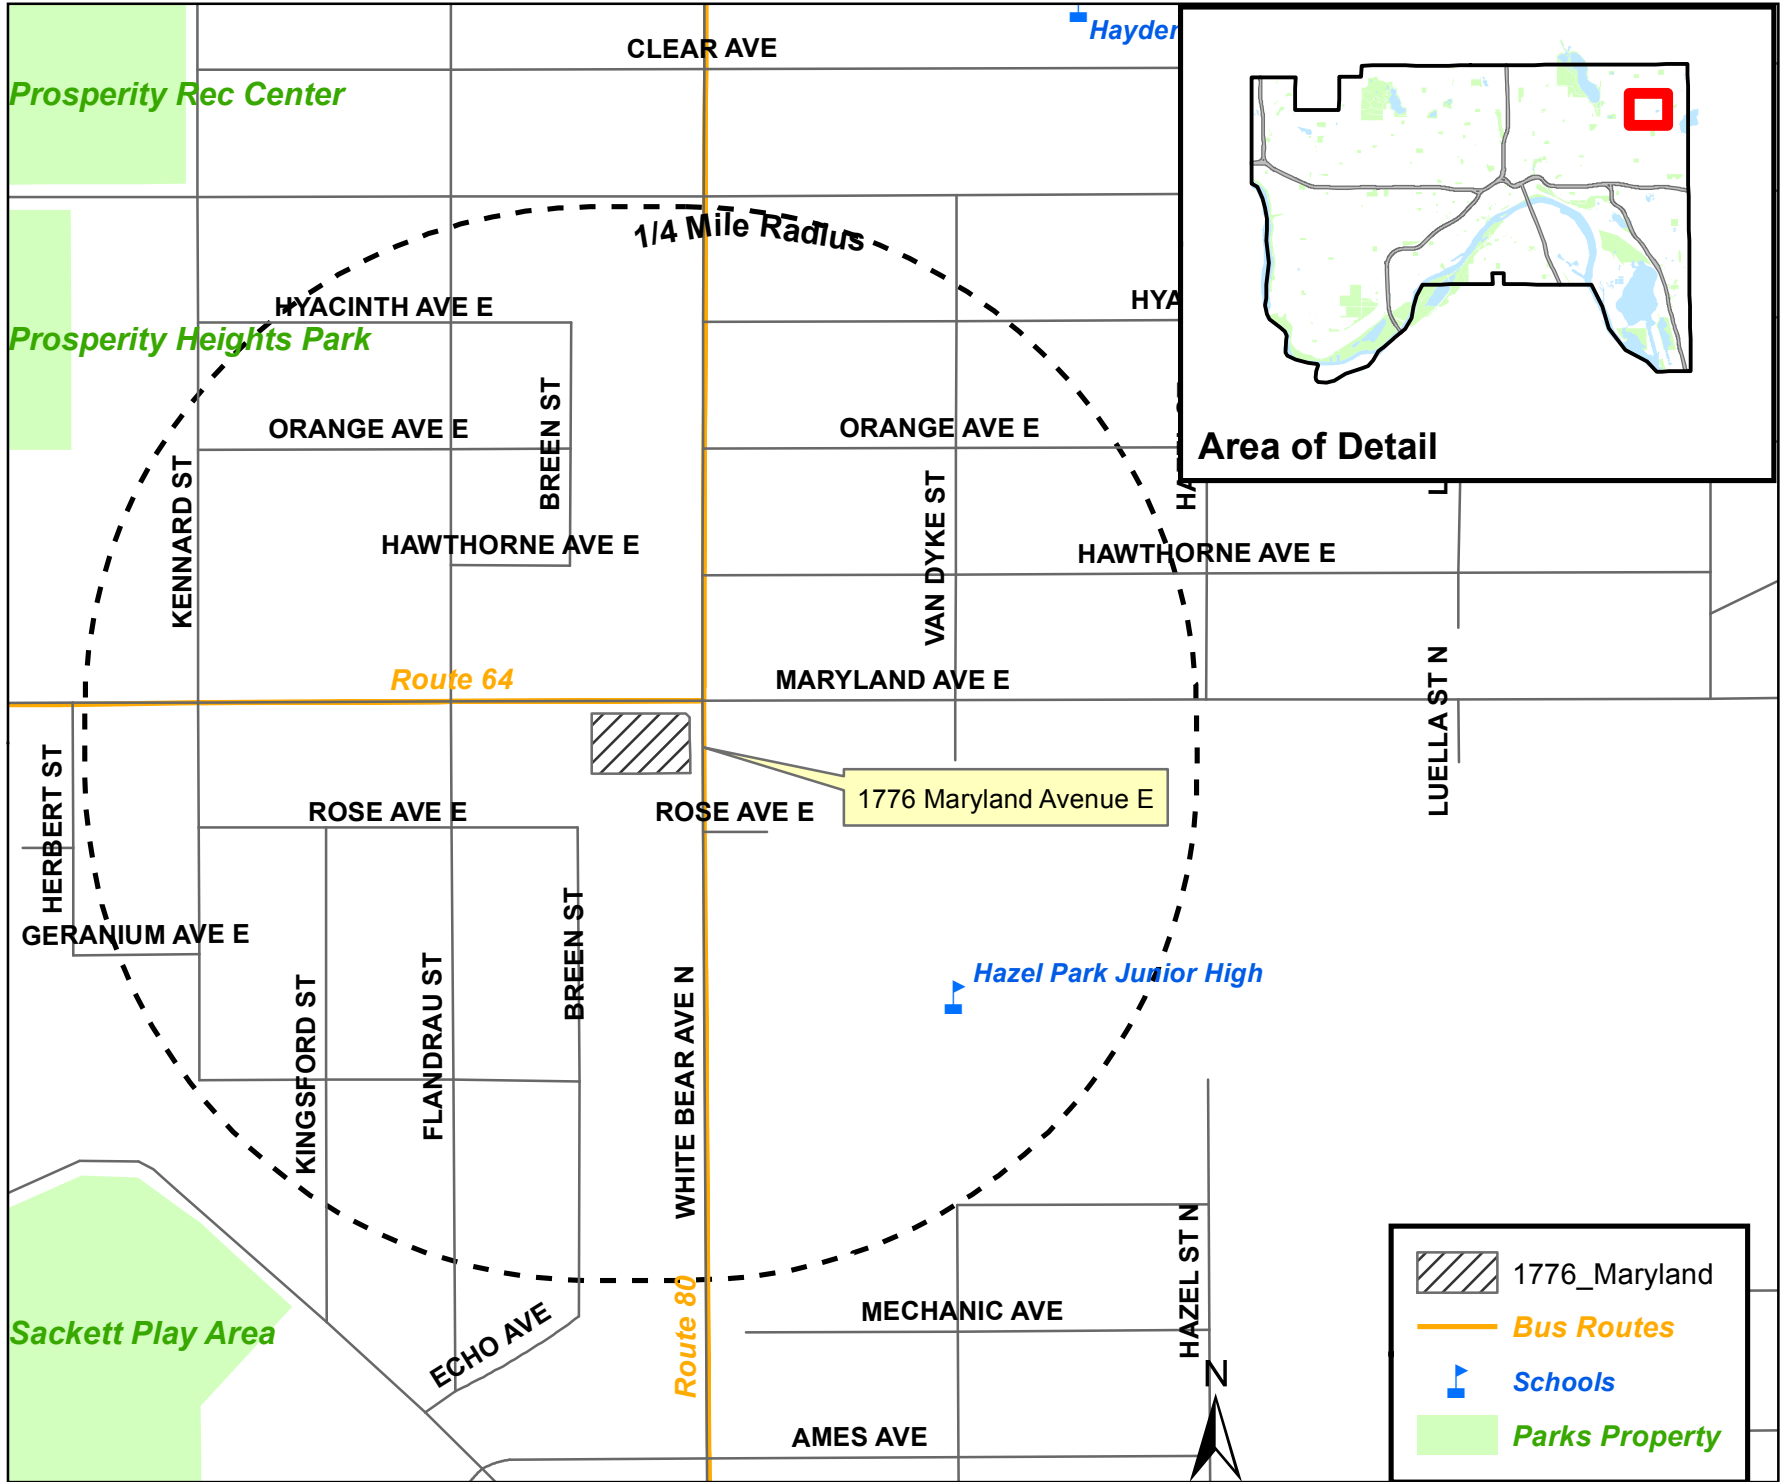 Hayden
CLEAR AVE
Prosperity Rec Center
1/4 Mile Radius
HYACINTH AVE E
HYA
Prosperity Heights Park
ORANGE AVE E
BREEN ST
ORANGE AVE E
Area of Detail
KENNARD ST
VAN DYKE ST
HA
L
HAWTHORNE AVE E
HAWTHORNE AVE E
Route 64
MARYLAND AVE E
LUELLA ST N
HERBERT ST
1776 Maryland Avenue E
ROSE AVE E
ROSE AVE E
GERANIUM AVE E
BREEN ST
KINGSFORD ST
FLANDRAU ST
WHITE BEAR AVE N
Hazel Park Junior High
HAZEL ST N
Sackett Play Area
ECHO AVE
Route 80
MECHANIC AVE
AMES AVE
N
1776_Maryland
Bus Routes
Schools
Parks Property